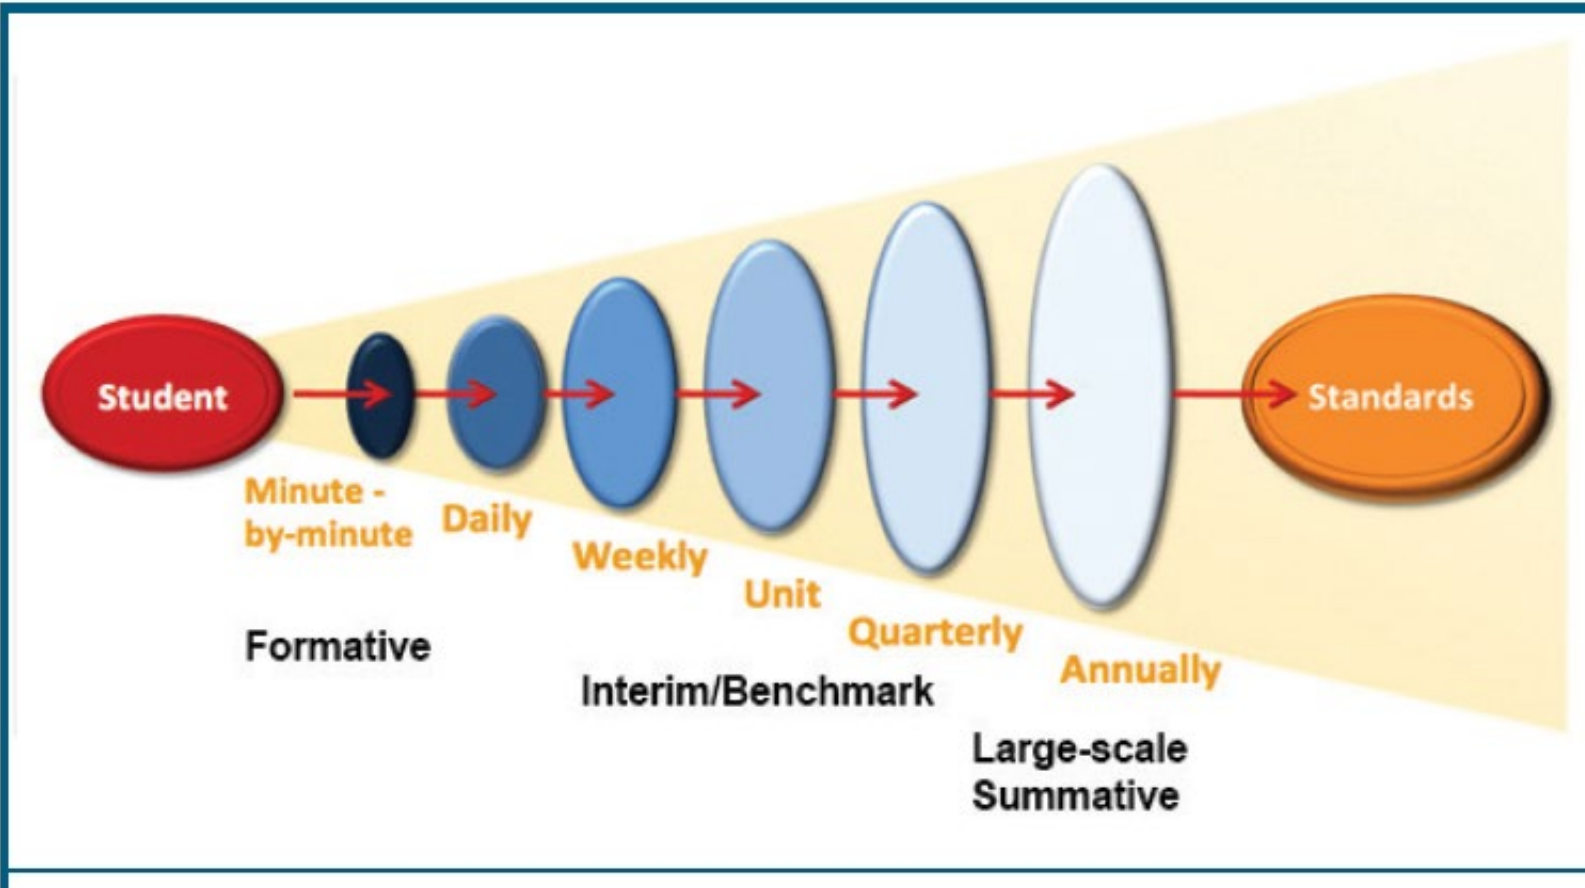 Student
Standards
Minute -
by-minute
Daily
Weekly
Unit
Quarterly
Annually
Formative
Interim/Benchmark
Large-scale
Summative